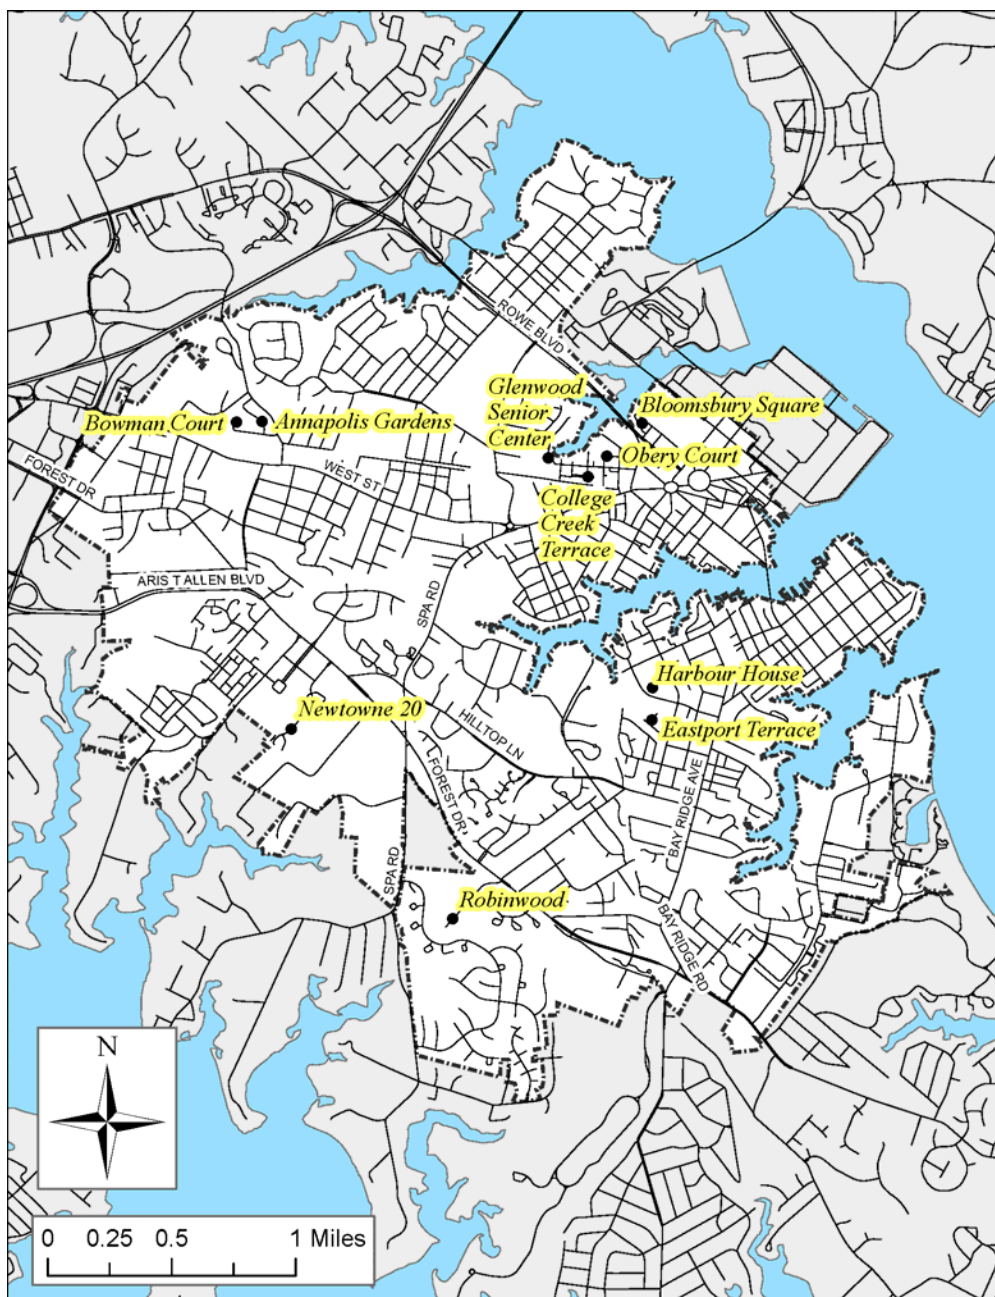 ROWE BLVD
Glenwood
Senior
Center
Bloomsbury Square
Bowman Court
Annapolis Gardens
Obery Court
FOREST DR
WEST ST
College
Creek
Terrace
ARIS T ALLEN BLVD
SPA RD
Harbour House
Newtowne 20
HILLTOP LN
Eastport Terrace
FOREST DR
BAY RIDGE AVE
SPA RD
Robinwood
BAY RIDGE RD
N
0 0.25 0.5 1 Miles